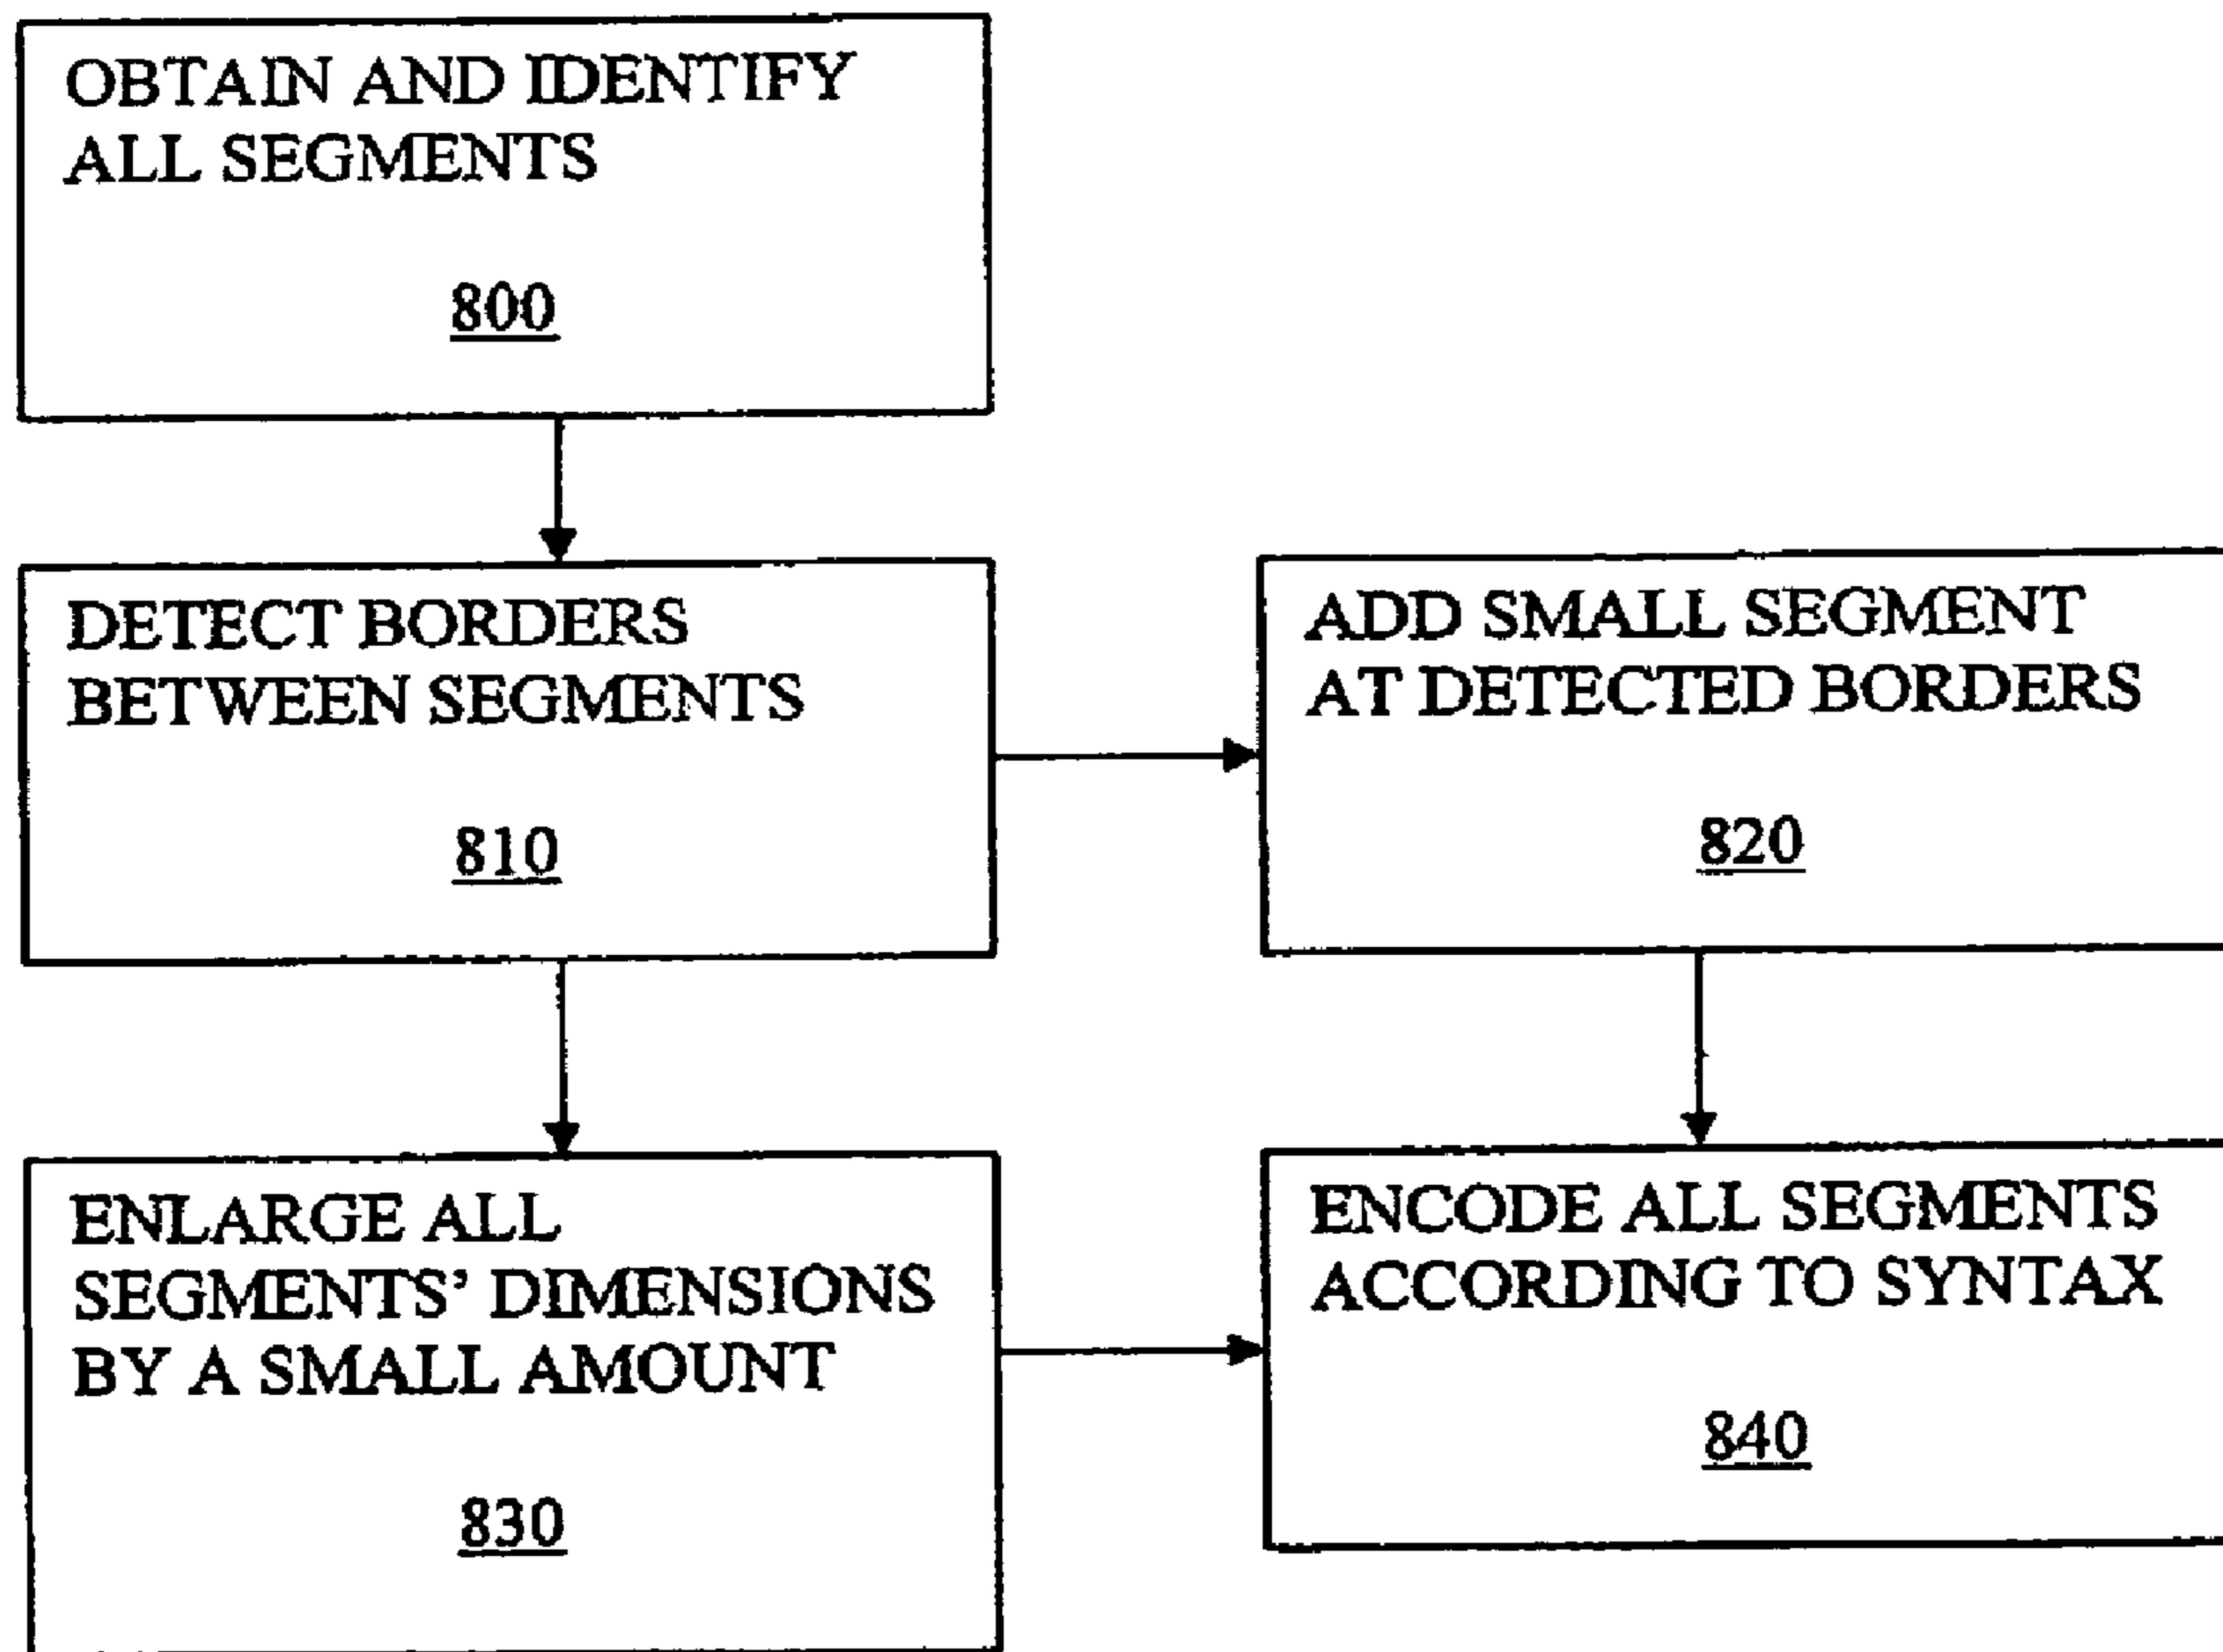 OBTAIN AND IDENTIFY
ALL SEGMENTS
800
DETECT BORDERS
BETWEEN SEGMENTS
810
ADD SMALL SEGMENT
AT DETECTED BORDERS
820
ENLARGE ALL
SEGMENTS' DIMENSIONS
BY A SMALL AMOUNT
830
ENCODE ALL SEGMENTS
ACCORDING TO SYNTAX
840